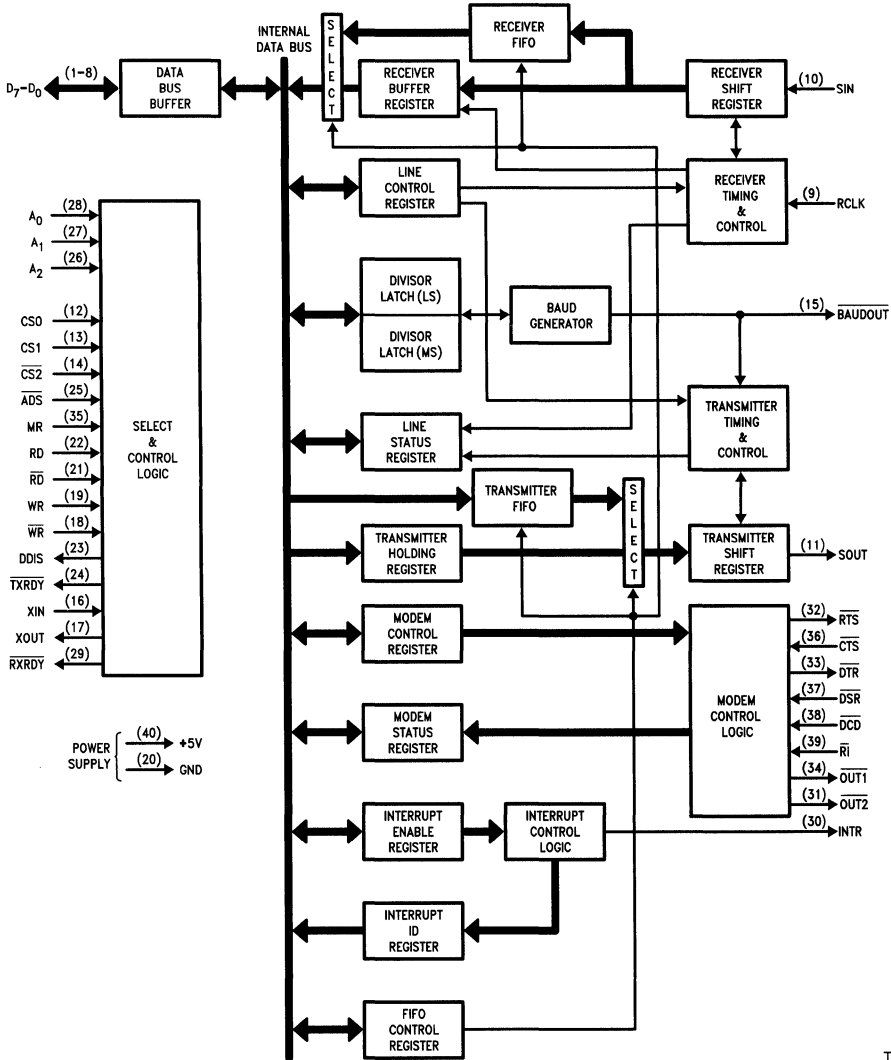 INTERNAL
DATA BUS
SELECT
RECEIVER
FIFO
D7-D0
(1-8)
DATA
BUS
BUFFER
RECEIVER
BUFFER
REGISTER
RECEIVER
SHIFT
REGISTER
(10)
SIN
LINE
CONTROL
REGISTER
RECEIVER
TIMING
&
CONTROL
(9)
RCLK
A0 (28)
A1 (27)
A2 (26)
CS0 (12)
CS1 (13)
CS2 (14)
ADS (25)
MR (35)
RD (22)
RD (21)
WR (19)
WR (18)
DDIS (23)
TXRDY (24)
XIN (16)
XOUT (17)
RXRDY (29)
SELECT
&
CONTROL
LOGIC
DIVISOR
LATCH (LS)
DIVISOR
LATCH (MS)
BAUD
GENERATOR
(15)
BAUDOUT
LINE
STATUS
REGISTER
TRANSMITTER
TIMING
&
CONTROL
TRANSMITTER
FIFO
SELECT
TRANSMITTER
HOLDING
REGISTER
TRANSMITTER
SHIFT
REGISTER
(11)
SOUT
MODEM
CONTROL
REGISTER
MODEM
STATUS
REGISTER
MODEM
CONTROL
LOGIC
(32) RTS
(36) CTS
(33) DTR
(37) DSR
(38) DCD
(39) RI
(34) OUT1
(31) OUT2
(30) INTR
POWER
SUPPLY
(40) +5V
(20) GND
INTERRUPT
ENABLE
REGISTER
INTERRUPT
CONTROL
LOGIC
INTERRUPT
ID
REGISTER
FIFO
CONTROL
REGISTER
T